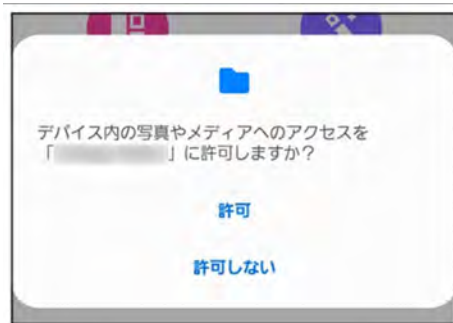 デバイス内の写真やメディアへのアクセスを
「 」に許可しますか？
許可
許可しない